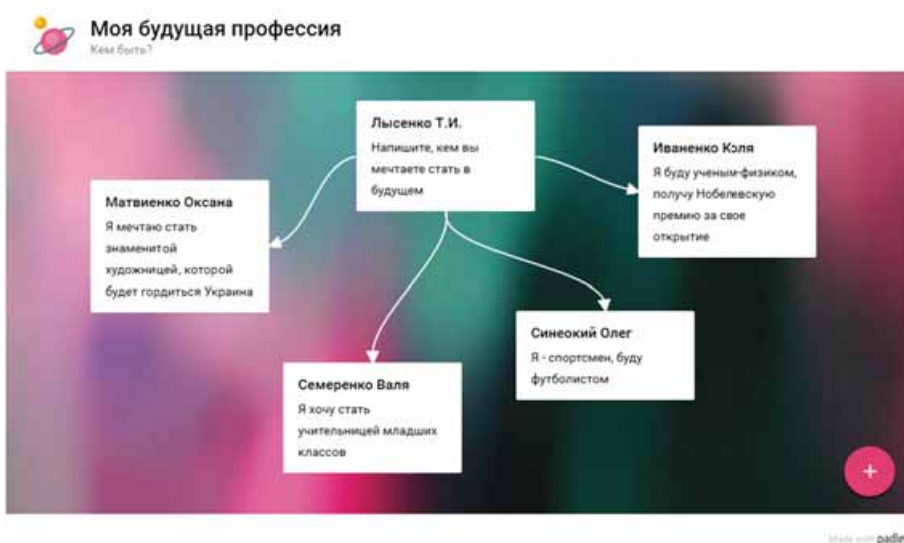 Моя будущая профессия
Кем быть?
Лысенко Т.И.
Напишите, кем вы
мечтаете стать в
будущем
Иваненко Коля
Я буду ученым-физиком,
получу Нобелевскую
премию за свое
открытие
Матвиенко Оксана
Я мечтаю стать
знаменитой
художницей, которой
будет гордиться Украина
Синеокий Олег
Я - спортсмен, буду
футболистом
Семеренко Валя
Я хочу стать
учительницей младших
классов
+
Made with padle